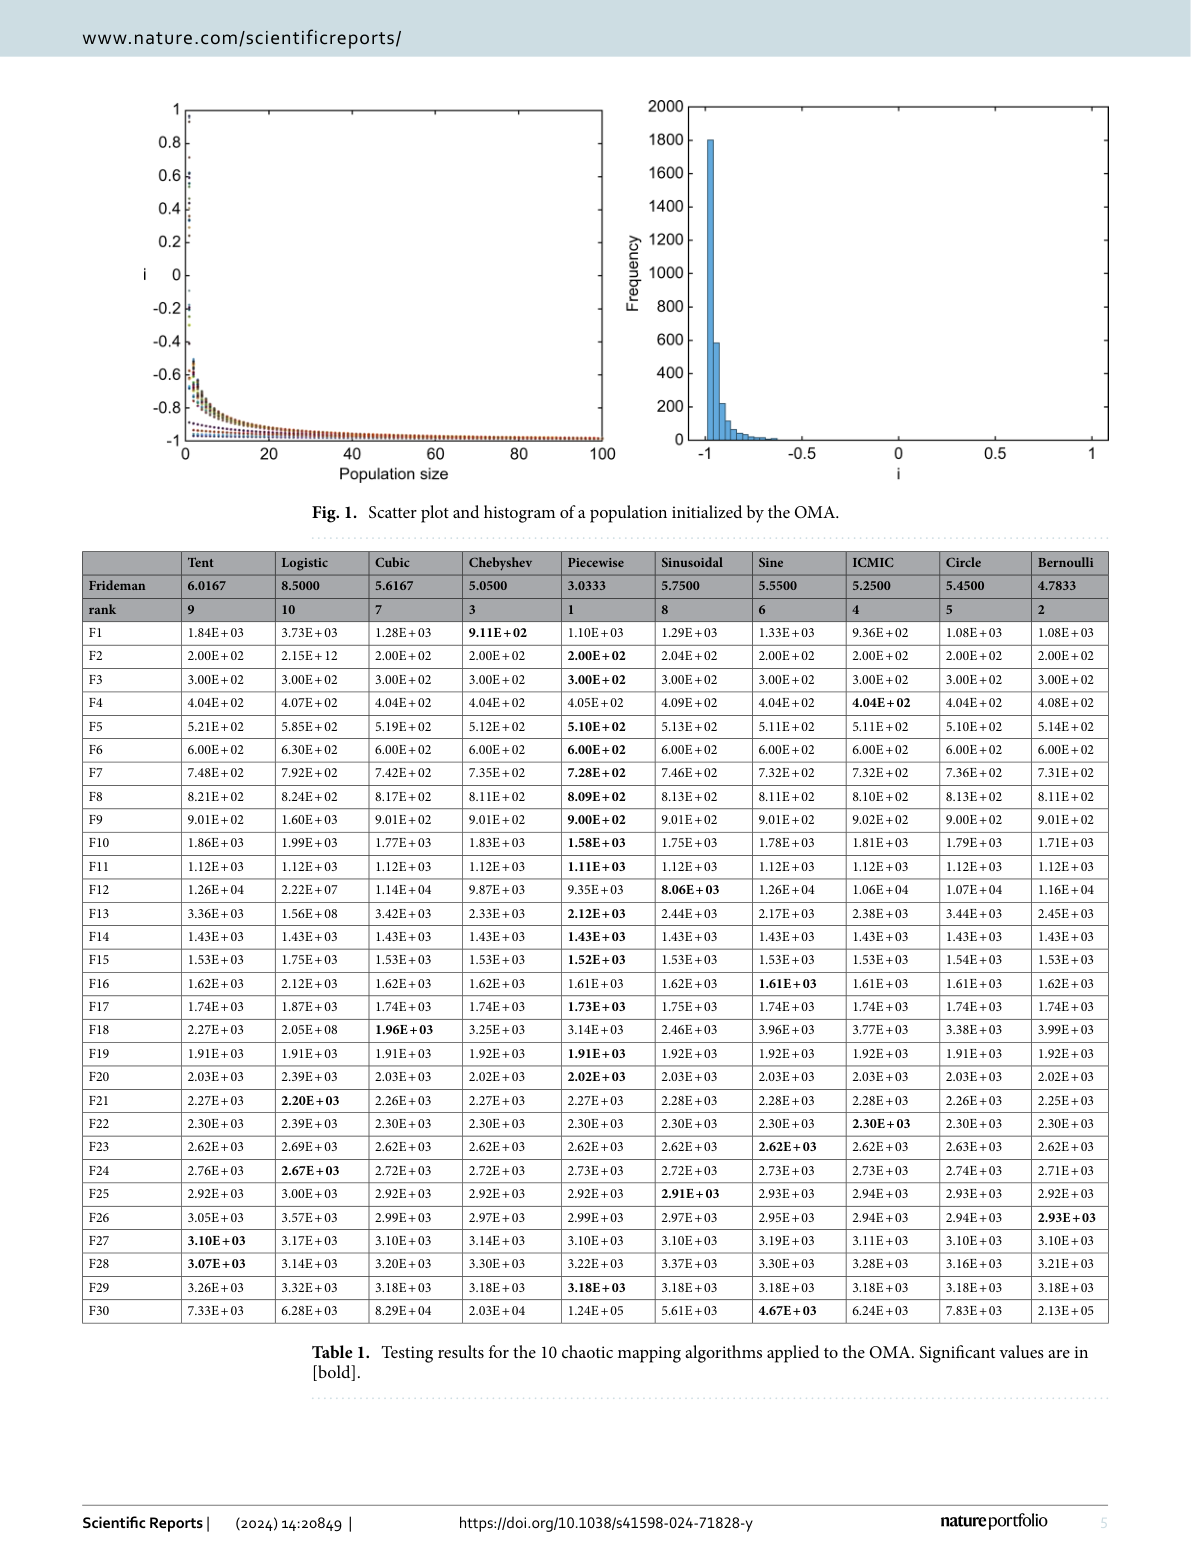 www.nature.com/scientificreports/
1
0.8
0.6
0.4
0.2
i 0
-0.2
-0.4
-0.6
-0.8
-1
0 20 40 60 80 100
Population size
2000
1800
1600
1400
1200
1000
800
600
400
200
0
Frequency
-1 -0.5 0 0.5 1
i
Fig. 1. Scatter plot and histogram of a population initialized by the OMA.
Tent Logistic Cubic Chebyshev Piecewise Sinusoidal Sine ICMIC Circle Bernoulli
Frideman 6.0167 8.5000 5.6167 5.0500 3.0333 5.7500 5.5500 5.2500 5.4500 4.7833
rank 9 10 7 3 1 8 6 4 5 2
F1 1.84E+03 3.73E+03 1.28E+03 9.11E+02 1.10E+03 1.29E+03 1.33E+03 9.36E+02 1.08E+03 1.08E+03
F2 2.00E+02 2.15E+12 2.00E+02 2.00E+02 2.00E+02 2.04E+02 2.00E+02 2.00E+02 2.00E+02 2.00E+02
F3 3.00E+02 3.00E+02 3.00E+02 3.00E+02 3.00E+02 3.00E+02 3.00E+02 3.00E+02 3.00E+02 3.00E+02
F4 4.04E+02 4.07E+02 4.04E+02 4.04E+02 4.05E+02 4.09E+02 4.04E+02 4.04E+02 4.04E+02 4.08E+02
F5 5.21E+02 5.85E+02 5.19E+02 5.12E+02 5.10E+02 5.13E+02 5.11E+02 5.11E+02 5.10E+02 5.14E+02
F6 6.00E+02 6.30E+02 6.00E+02 6.00E+02 6.00E+02 6.00E+02 6.00E+02 6.00E+02 6.00E+02 6.00E+02
F7 7.48E+02 7.92E+02 7.42E+02 7.35E+02 7.28E+02 7.46E+02 7.32E+02 7.32E+02 7.36E+02 7.31E+02
F8 8.21E+02 8.24E+02 8.17E+02 8.11E+02 8.09E+02 8.13E+02 8.11E+02 8.10E+02 8.13E+02 8.11E+02
F9 9.01E+02 1.60E+03 9.01E+02 9.01E+02 9.00E+02 9.01E+02 9.01E+02 9.02E+02 9.00E+02 9.01E+02
F10 1.86E+03 1.99E+03 1.77E+03 1.83E+03 1.58E+03 1.75E+03 1.78E+03 1.81E+03 1.79E+03 1.71E+03
F11 1.12E+03 1.12E+03 1.12E+03 1.12E+03 1.11E+03 1.12E+03 1.12E+03 1.12E+03 1.12E+03 1.12E+03
F12 1.26E+04 2.22E+07 1.14E+04 9.87E+03 9.35E+03 8.06E+03 1.26E+04 1.06E+04 1.07E+04 1.16E+04
F13 3.36E+03 1.56E+08 3.42E+03 2.33E+03 2.12E+03 2.44E+03 2.17E+03 2.38E+03 3.44E+03 2.45E+03
F14 1.43E+03 1.43E+03 1.43E+03 1.43E+03 1.43E+03 1.43E+03 1.43E+03 1.43E+03 1.43E+03 1.43E+03
F15 1.53E+03 1.75E+03 1.53E+03 1.53E+03 1.52E+03 1.53E+03 1.53E+03 1.53E+03 1.54E+03 1.53E+03
F16 1.62E+03 2.12E+03 1.62E+03 1.62E+03 1.61E+03 1.62E+03 1.61E+03 1.61E+03 1.61E+03 1.62E+03
F17 1.74E+03 1.87E+03 1.74E+03 1.74E+03 1.73E+03 1.75E+03 1.74E+03 1.74E+03 1.74E+03 1.74E+03
F18 2.27E+03 2.05E+08 1.96E+03 3.25E+03 3.14E+03 2.46E+03 3.96E+03 3.77E+03 3.38E+03 3.99E+03
F19 1.91E+03 1.91E+03 1.91E+03 1.92E+03 1.91E+03 1.92E+03 1.92E+03 1.92E+03 1.91E+03 1.92E+03
F20 2.03E+03 2.39E+03 2.03E+03 2.02E+03 2.02E+03 2.03E+03 2.03E+03 2.03E+03 2.03E+03 2.02E+03
F21 2.27E+03 2.20E+03 2.26E+03 2.27E+03 2.27E+03 2.28E+03 2.28E+03 2.28E+03 2.26E+03 2.25E+03
F22 2.30E+03 2.39E+03 2.30E+03 2.30E+03 2.30E+03 2.30E+03 2.30E+03 2.30E+03 2.30E+03 2.30E+03
F23 2.62E+03 2.69E+03 2.62E+03 2.62E+03 2.62E+03 2.62E+03 2.62E+03 2.62E+03 2.63E+03 2.62E+03
F24 2.76E+03 2.67E+03 2.72E+03 2.72E+03 2.73E+03 2.72E+03 2.73E+03 2.73E+03 2.74E+03 2.71E+03
F25 2.92E+03 3.00E+03 2.92E+03 2.92E+03 2.92E+03 2.91E+03 2.93E+03 2.94E+03 2.93E+03 2.92E+03
F26 3.05E+03 3.57E+03 2.99E+03 2.97E+03 2.99E+03 2.97E+03 2.95E+03 2.94E+03 2.94E+03 2.93E+03
F27 3.10E+03 3.17E+03 3.10E+03 3.14E+03 3.10E+03 3.10E+03 3.19E+03 3.11E+03 3.10E+03 3.10E+03
F28 3.07E+03 3.14E+03 3.20E+03 3.30E+03 3.22E+03 3.37E+03 3.30E+03 3.28E+03 3.16E+03 3.21E+03
F29 3.26E+03 3.32E+03 3.18E+03 3.18E+03 3.18E+03 3.18E+03 3.18E+03 3.18E+03 3.18E+03 3.18E+03
F30 7.33E+03 6.28E+03 8.29E+04 2.03E+04 1.24E+05 5.61E+03 4.67E+03 6.24E+03 7.83E+03 2.13E+05
Table 1. Testing results for the 10 chaotic mapping algorithms applied to the OMA. Significant values are in
[bold].
Scientific Reports | (2024) 14:20849 | https://doi.org/10.1038/s41598-024-71828-y natureportfolio 5